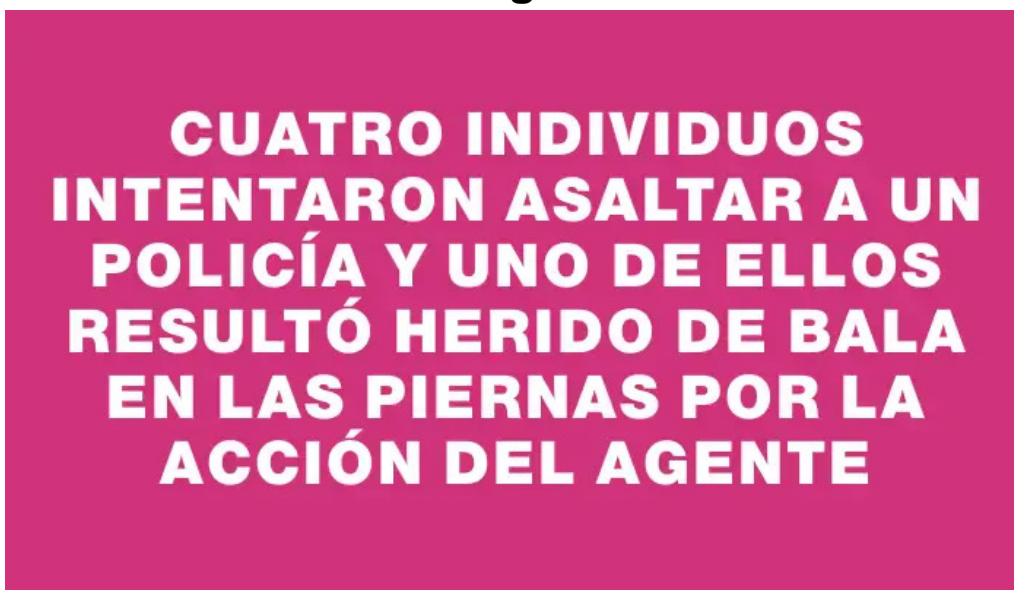 CUATRO INDIVIDUOS
INTENTARON ASALTAR A UN
POLICÍA Y UNO DE ELLOS
RESULTÓ HERIDO DE BALA
EN LAS PIERNAS POR LA
ACCIÓN DEL AGENTE